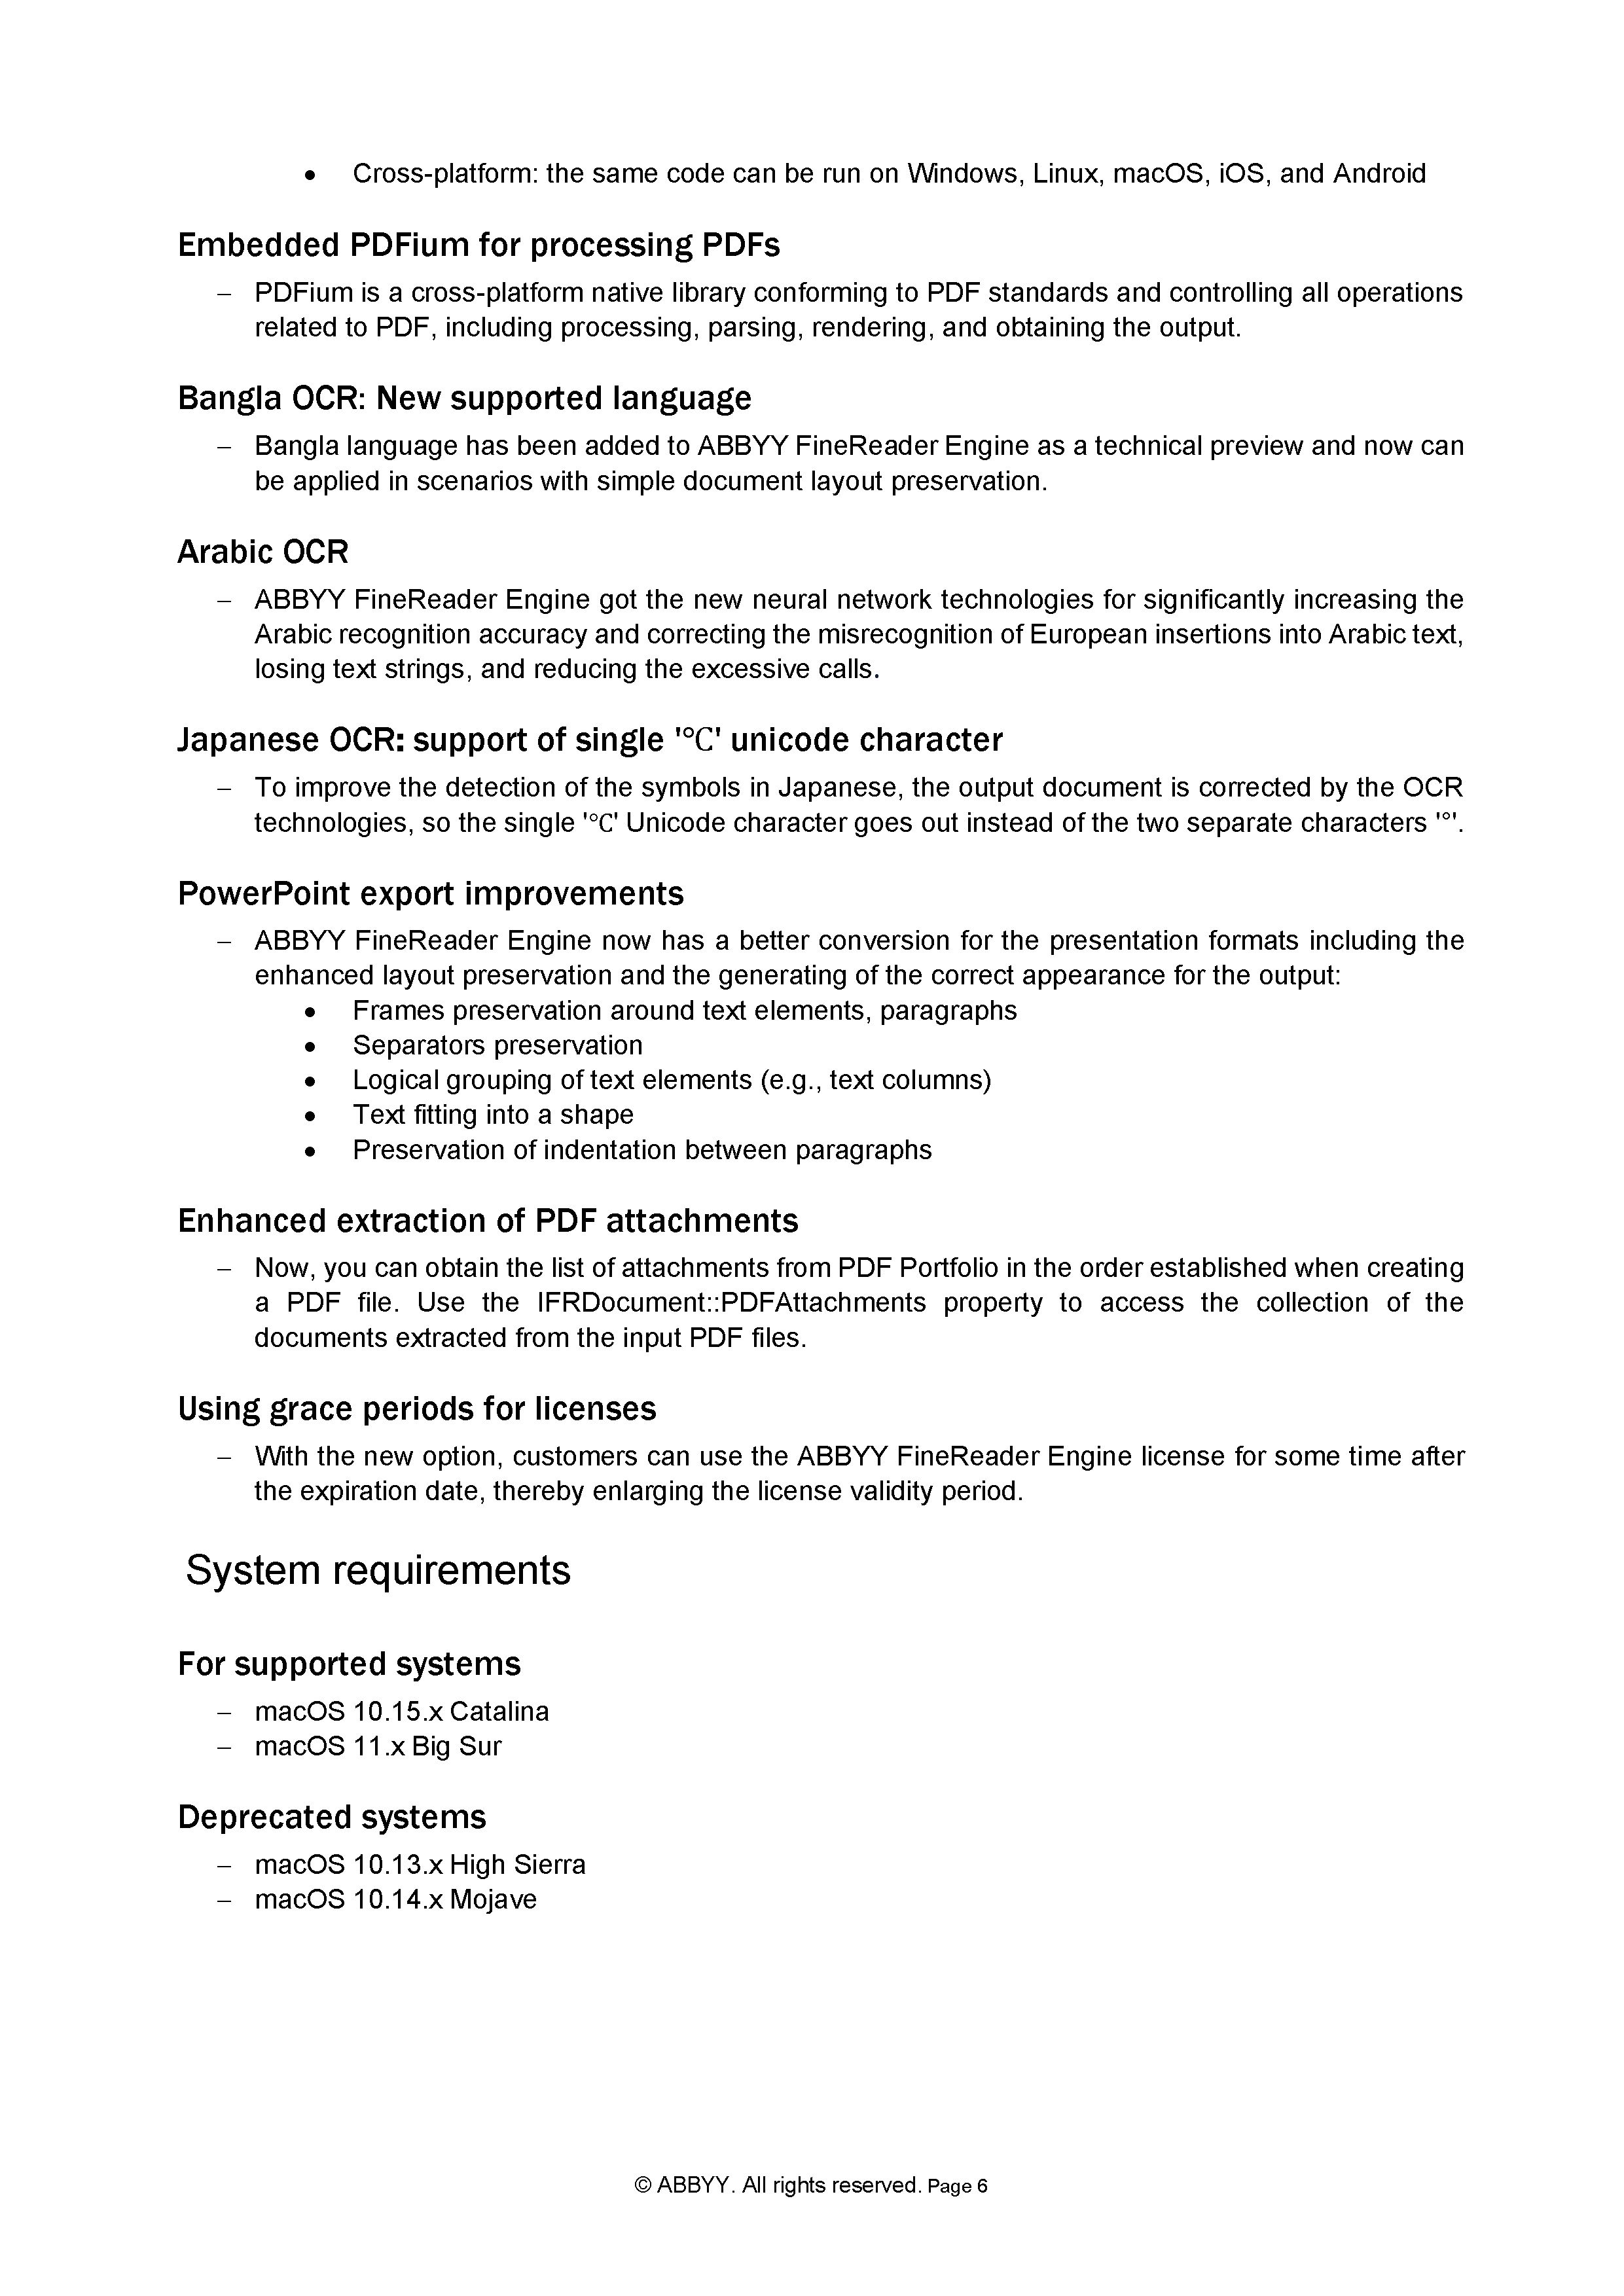 • Cross-platform: the same code can be run on Windows, Linux, macOS, iOS, and Android
Embedded PDFium for processing PDFs
– PDFium is a cross-platform native library conforming to PDF standards and controlling all operations
related to PDF, including processing, parsing, rendering, and obtaining the output.
Bangla OCR: New supported language
– Bangla language has been added to ABBYY FineReader Engine as a technical preview and now can
be applied in scenarios with simple document layout preservation.
Arabic OCR
– ABBYY FineReader Engine got the new neural network technologies for significantly increasing the
Arabic recognition accuracy and correcting the misrecognition of European insertions into Arabic text,
losing text strings, and reducing the excessive calls.
Japanese OCR: support of single '℃' unicode character
– To improve the detection of the symbols in Japanese, the output document is corrected by the OCR
technologies, so the single '℃' Unicode character goes out instead of the two separate characters '°'.
PowerPoint export improvements
– ABBYY FineReader Engine now has a better conversion for the presentation formats including the
enhanced layout preservation and the generating of the correct appearance for the output:
• Frames preservation around text elements, paragraphs
• Separators preservation
• Logical grouping of text elements (e.g., text columns)
• Text fitting into a shape
• Preservation of indentation between paragraphs
Enhanced extraction of PDF attachments
– Now, you can obtain the list of attachments from PDF Portfolio in the order established when creating
a PDF file. Use the IFRDocument::PDFAttachments property to access the collection of the
documents extracted from the input PDF files.
Using grace periods for licenses
– With the new option, customers can use the ABBYY FineReader Engine license for some time after
the expiration date, thereby enlarging the license validity period.
System requirements
For supported systems
– macOS 10.15.x Catalina
– macOS 11.x Big Sur
Deprecated systems
– macOS 10.13.x High Sierra
– macOS 10.14.x Mojave
© ABBYY. All rights reserved. Page 6